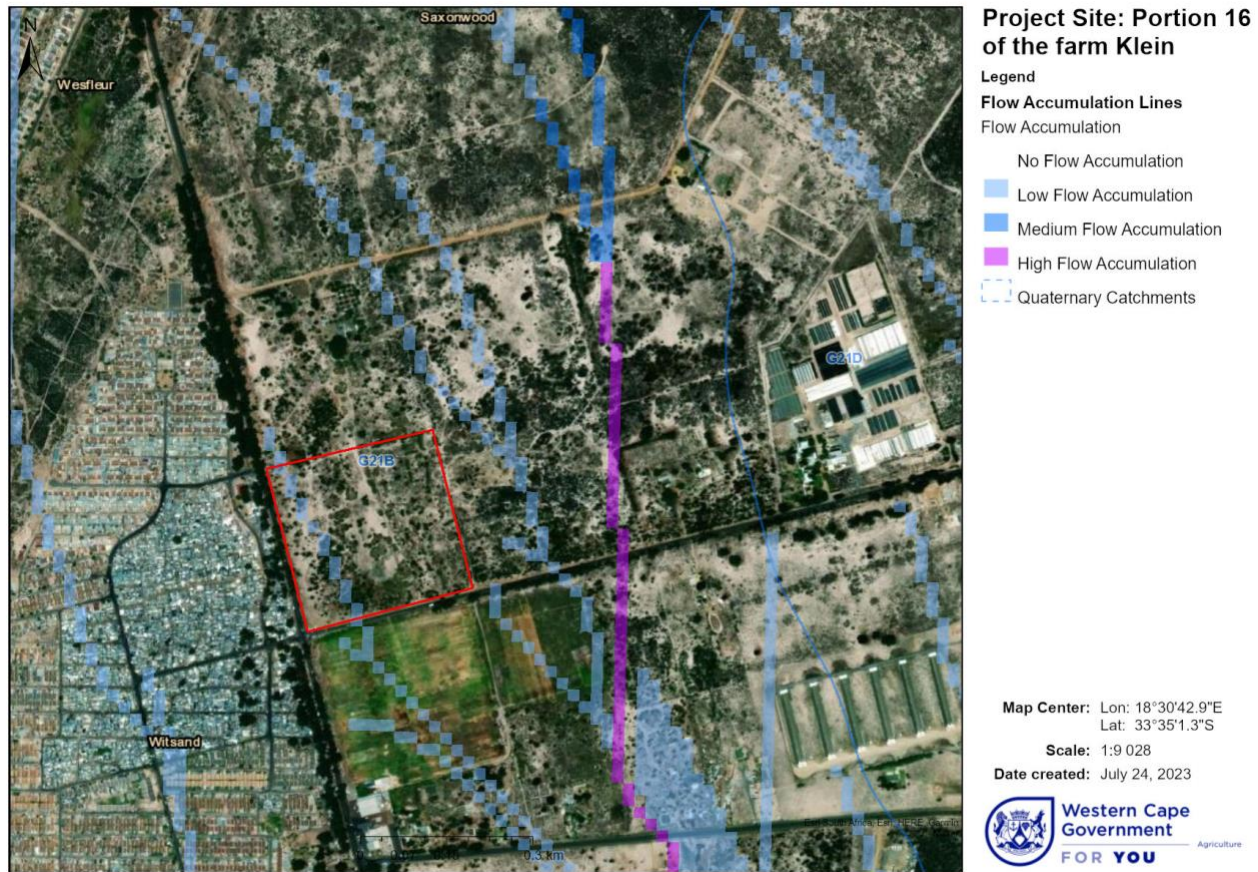 Project Site: Portion 16
of the farm Klein
Legend
Flow Accumulation Lines
Flow Accumulation
No Flow Accumulation
Low Flow Accumulation
Medium Flow Accumulation
High Flow Accumulation
Quaternary Catchments
N
Saxonwood
Wesfleur
G21D
G21B
Witsand
0.3 km
Map Center: Lon: 18°30'42.9"E
Lat: 33°35'1.3"S
Scale: 1:9 028
Date created: July 24, 2023
Western Cape
Government
Agriculture
FOR YOU